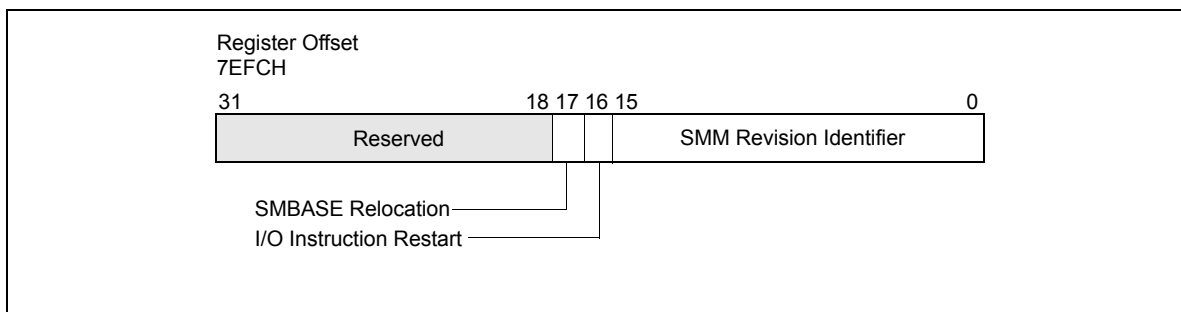 Register Offset
7EFCH
31 18 17 16 15 0
Reserved SMM Revision Identifier
SMBASE Relocation
I/O Instruction Restart